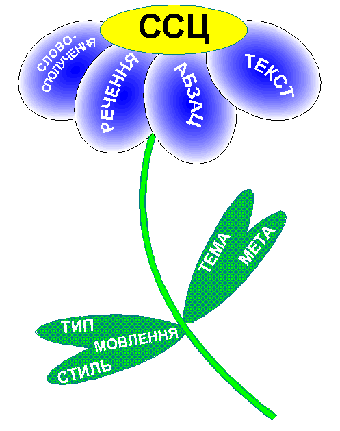 ССЦ
СЛОВО-
СПОЛУЧЕННЯ
РЕЧЕННЯ
АБЗАЦ
ТЕКСТ
ТЕМА
МЕТА
ТИП
МОВЛЕННЯ
СТИЛЬ